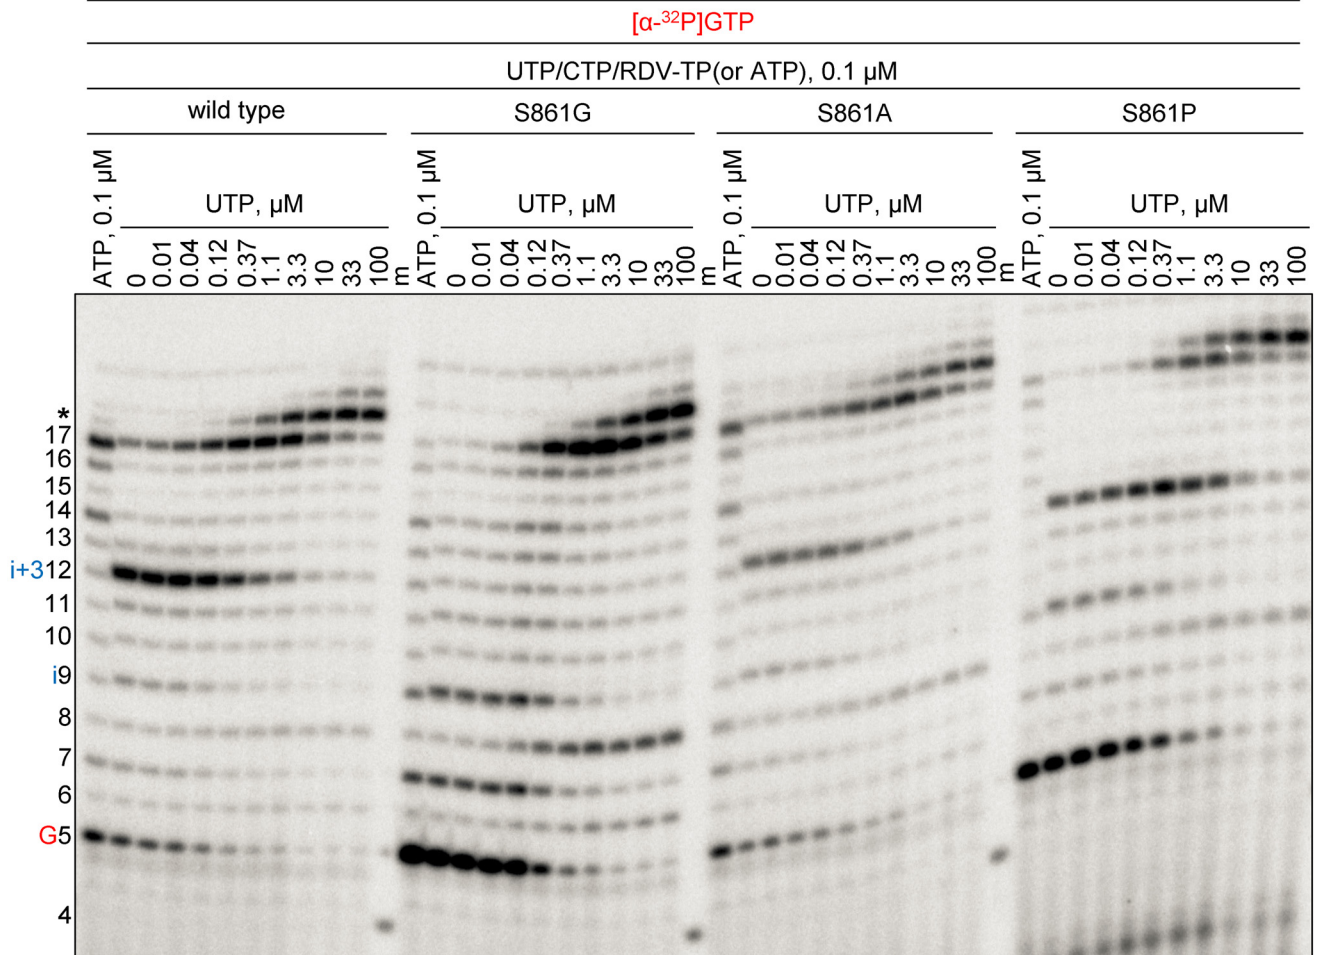 [α-³²P]GTP
UTP/CTP/RDV-TP(or ATP), 0.1 µM
wild type S861G S861A S861P
ATP, 0.1 µM UTP, µM ATP, 0.1 µM UTP, µM ATP, 0.1 µM UTP, µM ATP, 0.1 µM UTP, µM
0 0.01 0.04 0.12 0.37 1.1 3.3 10 33 100 m 0 0.01 0.04 0.12 0.37 1.1 3.3 10 33 100 m 0 0.01 0.04 0.12 0.37 1.1 3.3 10 33 100 m 0 0.01 0.04 0.12 0.37 1.1 3.3 10 33 100
*
17
16
15
14
13
i+312
11
10
i9
8
7
6
G5
4